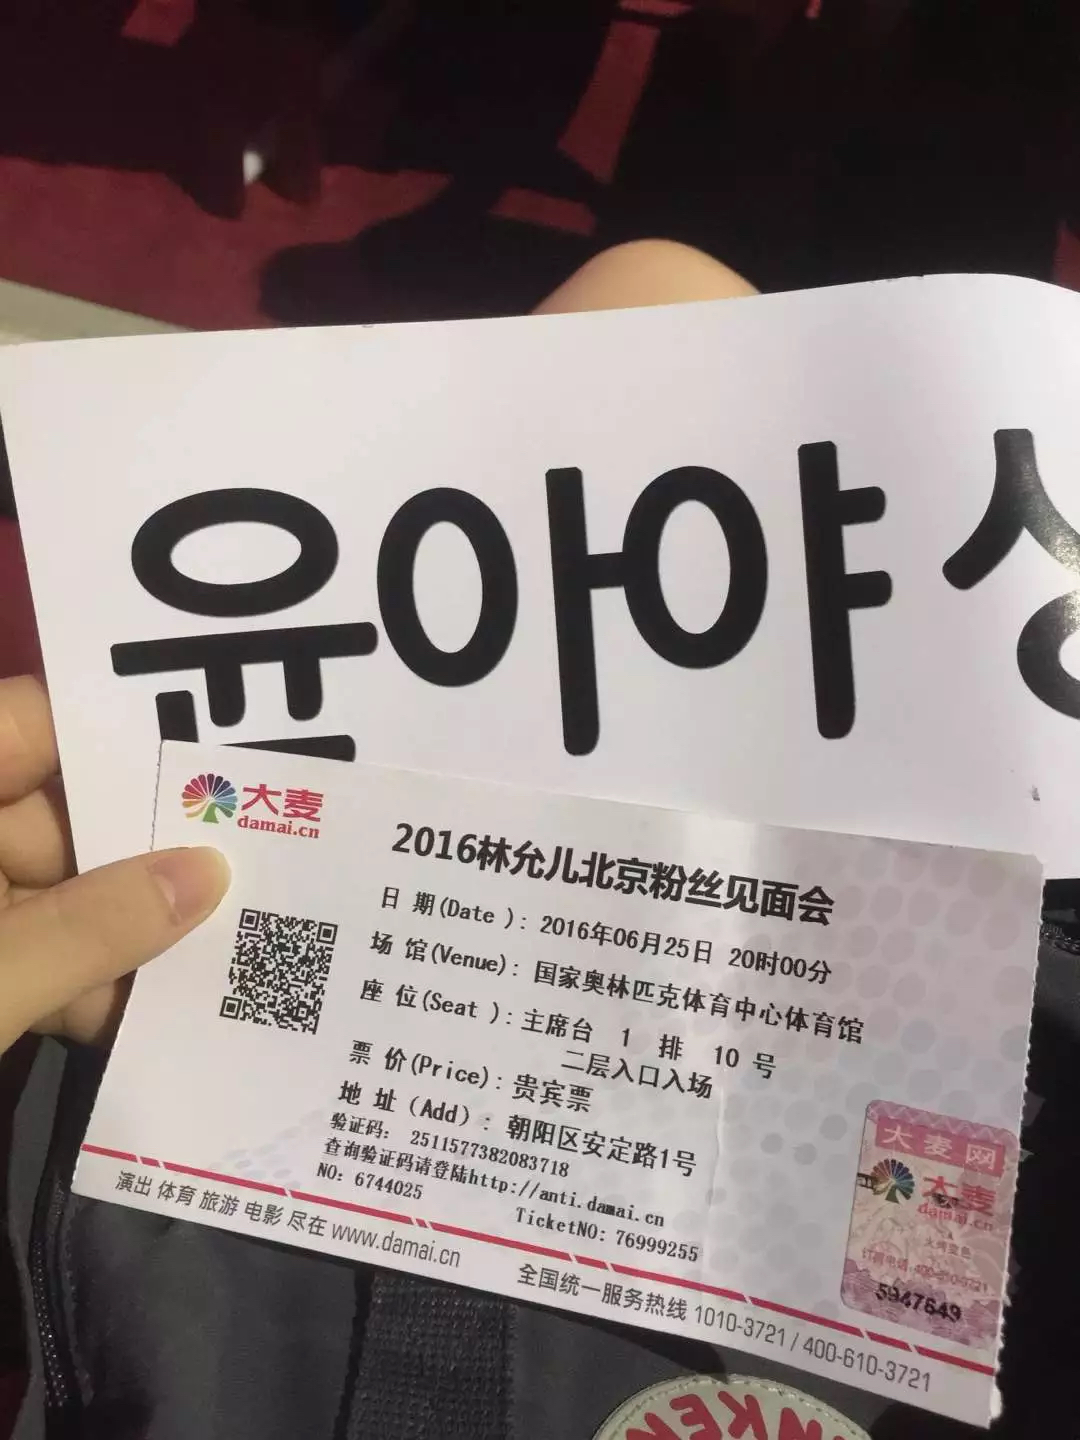 윤아야
大麦
damai.cn
2016林允儿北京粉丝见面会
日 期(Date ): 2016年06月25日 20时00分
场 馆(Venue): 国家奥林匹克体育中心体育馆
座 位(Seat ): 主席台 1 排 10 号
二层入口入场
票 价(Price): 贵宾票
地 址 (Add) : 朝阳区安定路1号
验证码: 2511577382083718
查询验证码请登陆http://anti.damai.cn
NO: 6744025
TicketNO: 76999255
演出 体育 旅游 电影 尽在 www.damai.cn
全国统一服务热线 1010-3721 / 400-610-3721
大麦网
大麦
damai.cn
订票电话 400-610-3721
5947649